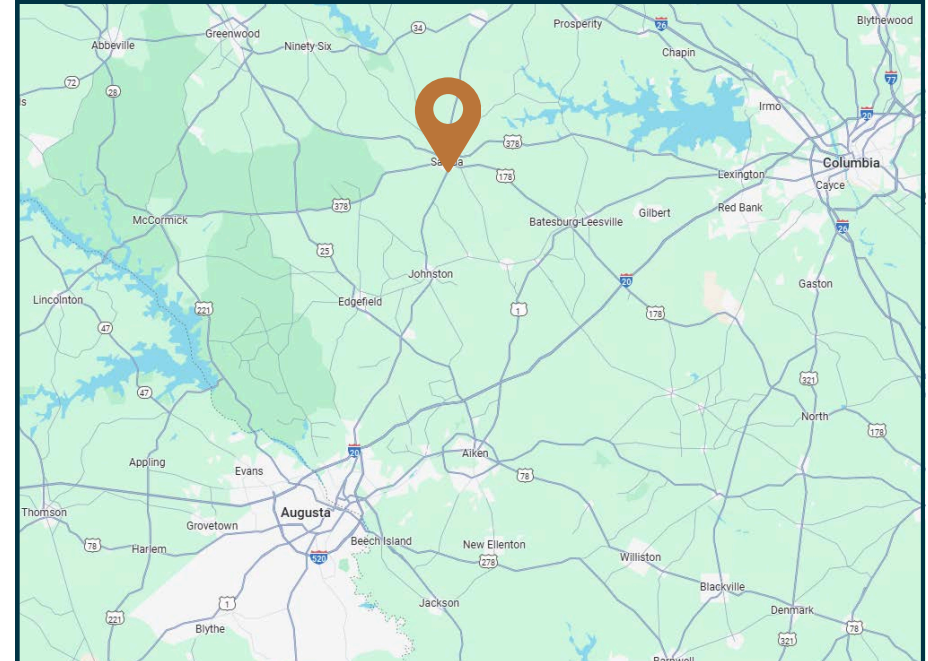 Greenwood
Prosperity
26
Blythewood
34
Abbeville
Ninety Six
Chapin
77
72
28
Irmo
20
378
Columbia
178
Lexington
Cayce
378
Gilbert
Red Bank
McCormick
Batesburg-Leesville
26
25
Johnston
20
Gaston
Lincolnton
Edgefield
221
1
178
47
321
47
North
178
20
Aiken
Appling
Evans
78
Thomson
Augusta
Grovetown
Beech Island
78
Harlem
New Ellenton
520
278
Williston
Blackville
1
Jackson
Denmark
221
Blythe
78
321